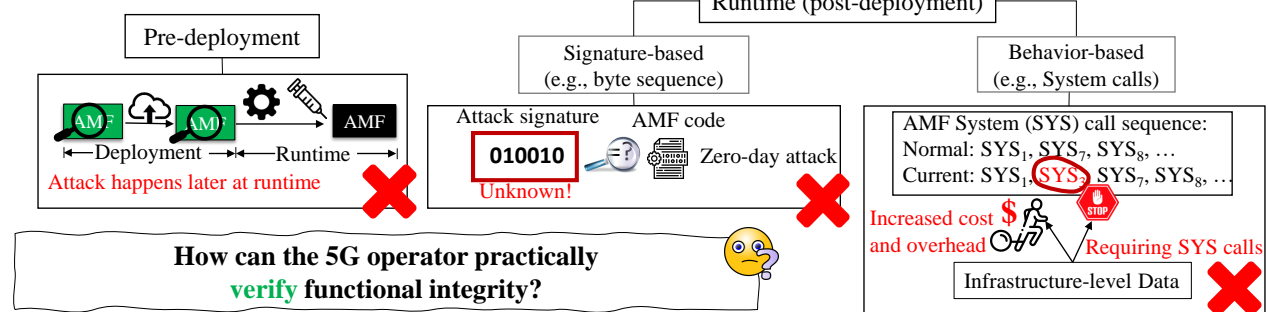 Runtime (post-deployment)
Pre-deployment
AMF
AMF
AMF
Deployment
Runtime
Attack happens later at runtime
Signature-based
(e.g., byte sequence)
Attack signature
AMF code
010010
=?
Zero-day attack
Unknown!
Behavior-based
(e.g., System calls)
AMF System (SYS) call sequence:
Normal: SYS₁, SYS₇, SYS₈, …
Current: SYS₁, SYS₃, SYS₇, SYS₈, …
Increased cost $
and overhead
STOP
Requiring SYS calls
Infrastructure-level Data
How can the 5G operator practically
verify functional integrity?